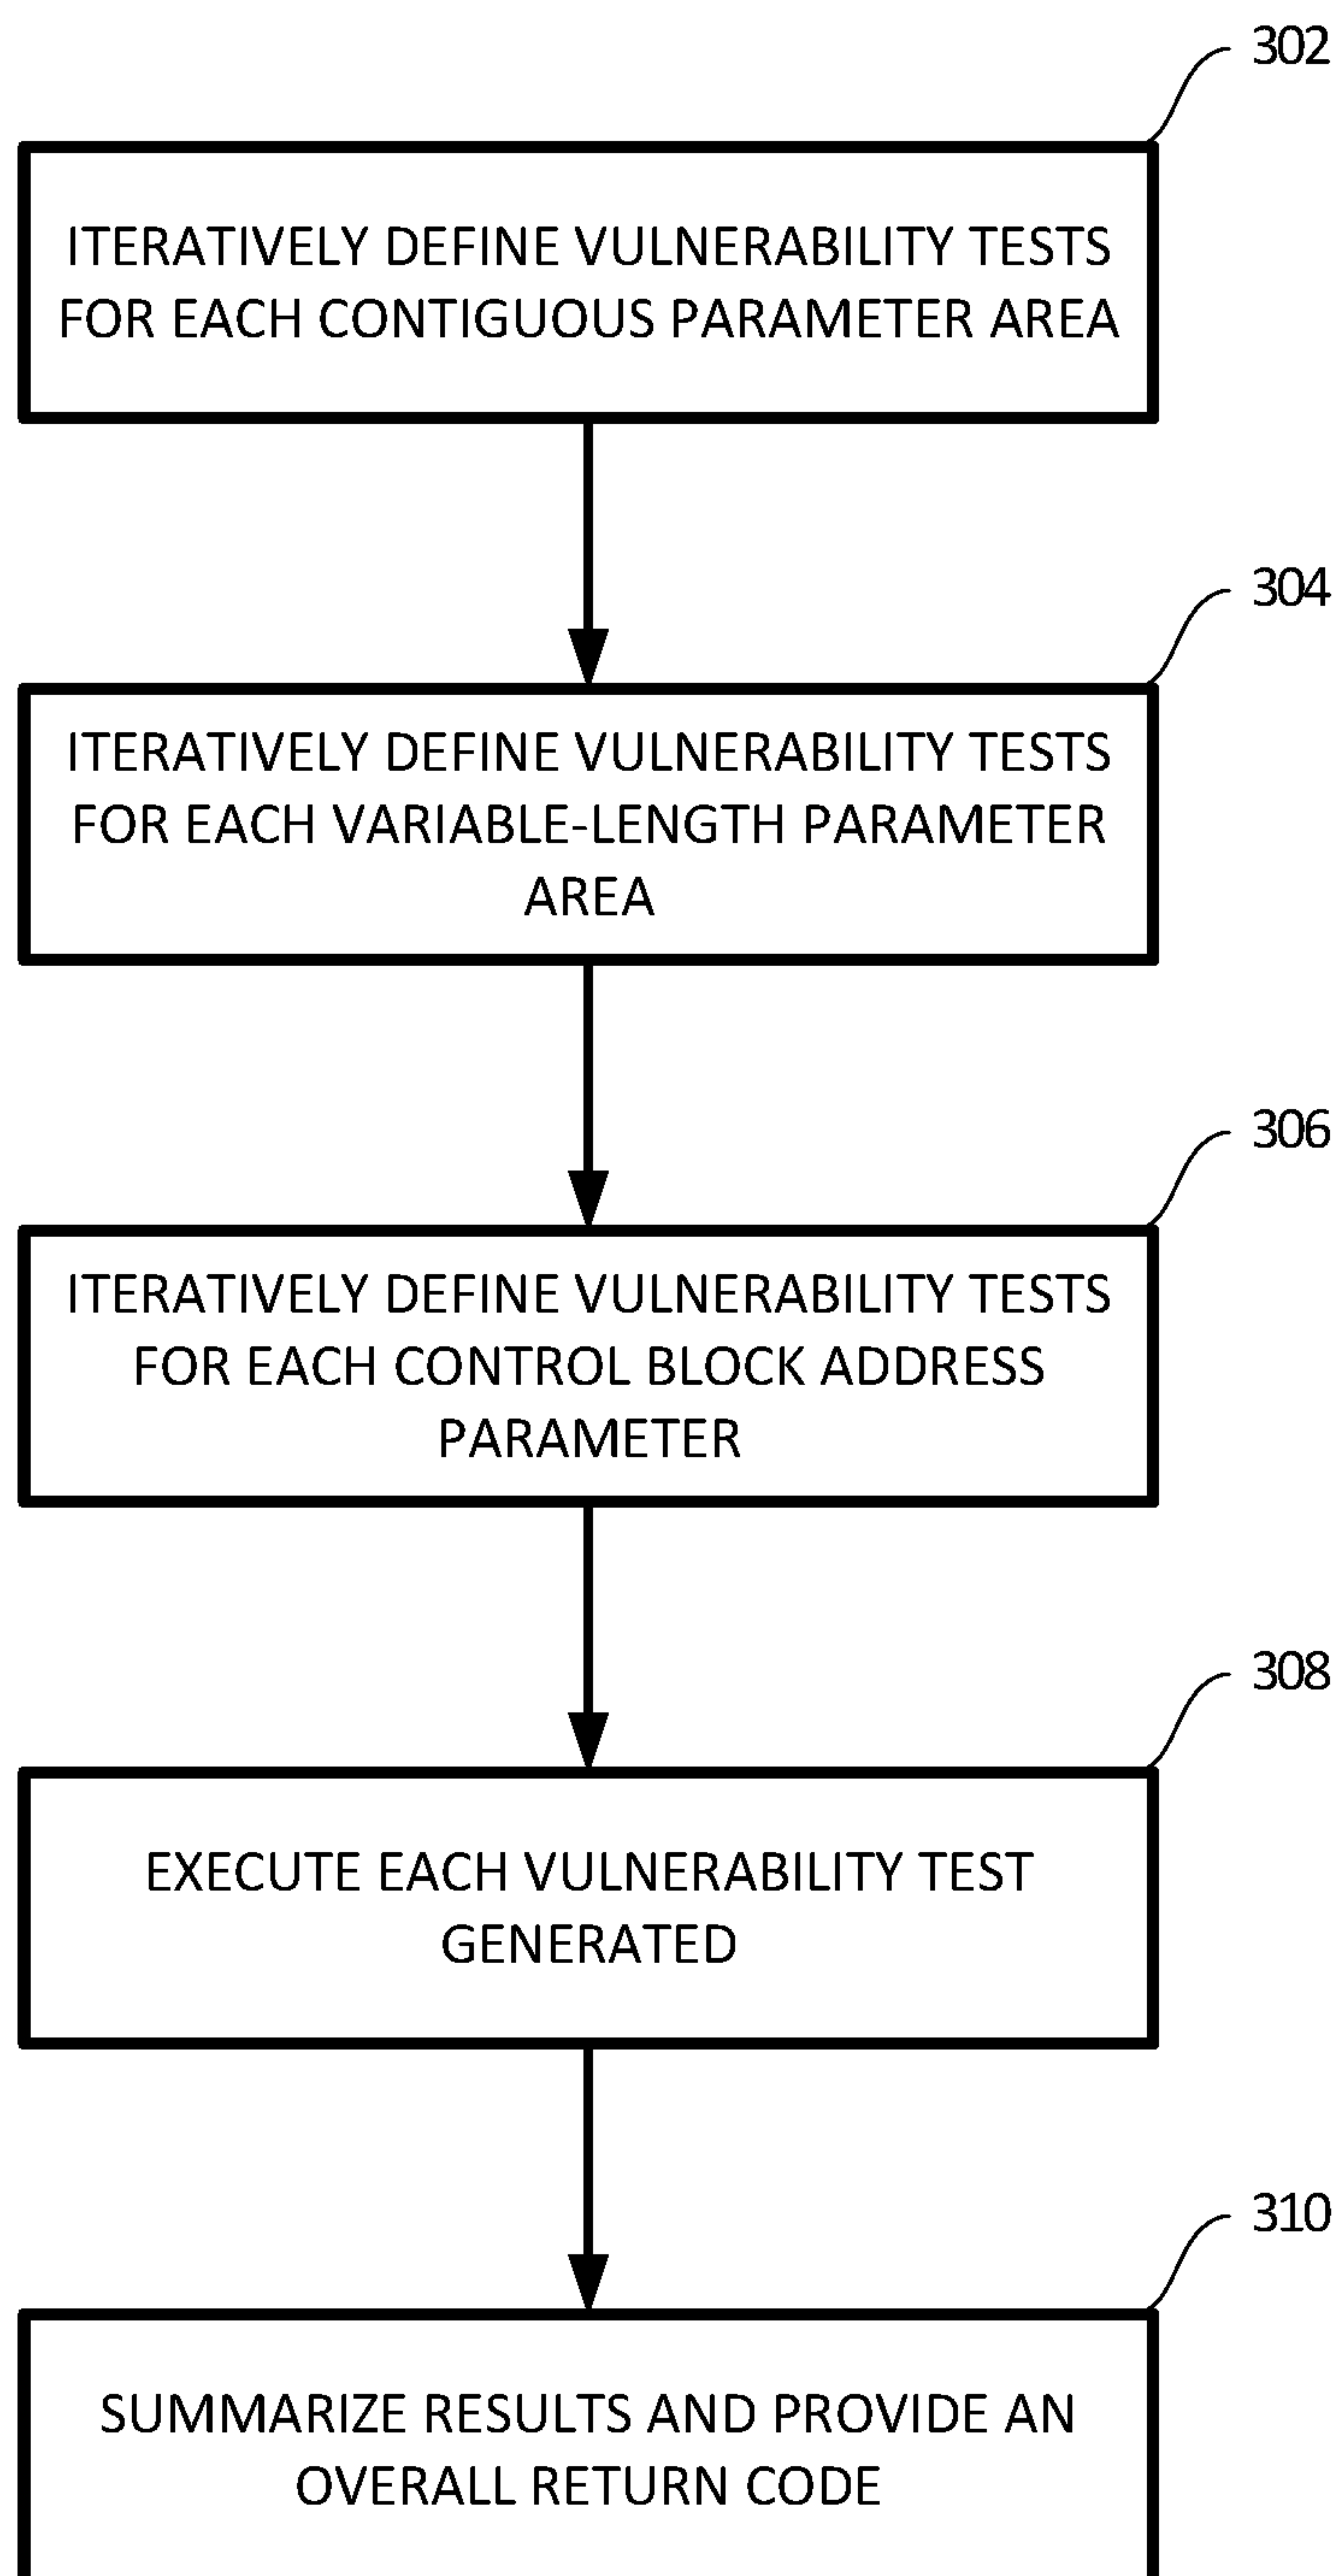 302
ITERATIVELY DEFINE VULNERABILITY TESTS
FOR EACH CONTIGUOUS PARAMETER AREA
304
ITERATIVELY DEFINE VULNERABILITY TESTS
FOR EACH VARIABLE-LENGTH PARAMETER
AREA
306
ITERATIVELY DEFINE VULNERABILITY TESTS
FOR EACH CONTROL BLOCK ADDRESS
PARAMETER
308
EXECUTE EACH VULNERABILITY TEST
GENERATED
310
SUMMARIZE RESULTS AND PROVIDE AN
OVERALL RETURN CODE